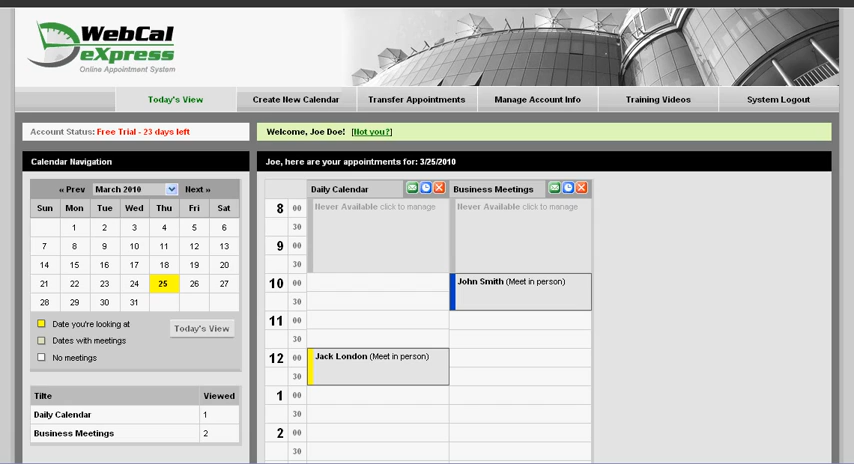 WebCal
eXpress
Online Appointment System
Today's View
Create New Calendar
Transfer Appointments
Manage Account Info
Training Videos
System Logout
Account Status: Free Trial - 23 days left
Welcome, Joe Doe! [Not you?]
Calendar Navigation
« Prev March 2010 Next »
Sun Mon Tue Wed Thu Fri Sat
1 2 3 4 5 6
7 8 9 10 11 12 13
14 15 16 17 18 19 20
21 22 23 24 25 26 27
28 29 30 31
Date you're looking at
Dates with meetings
No meetings
Today's View
Tilte Viewed
Daily Calendar 1
Business Meetings 2
Joe, here are your appointments for: 3/25/2010
Daily Calendar Business Meetings
8 00 Never Available click to manage Never Available click to manage
30
9 00
30
10 00 John Smith (Meet in person)
30
11 00
30
12 00 Jack London (Meet in person)
30
1 00
30
2 00
30